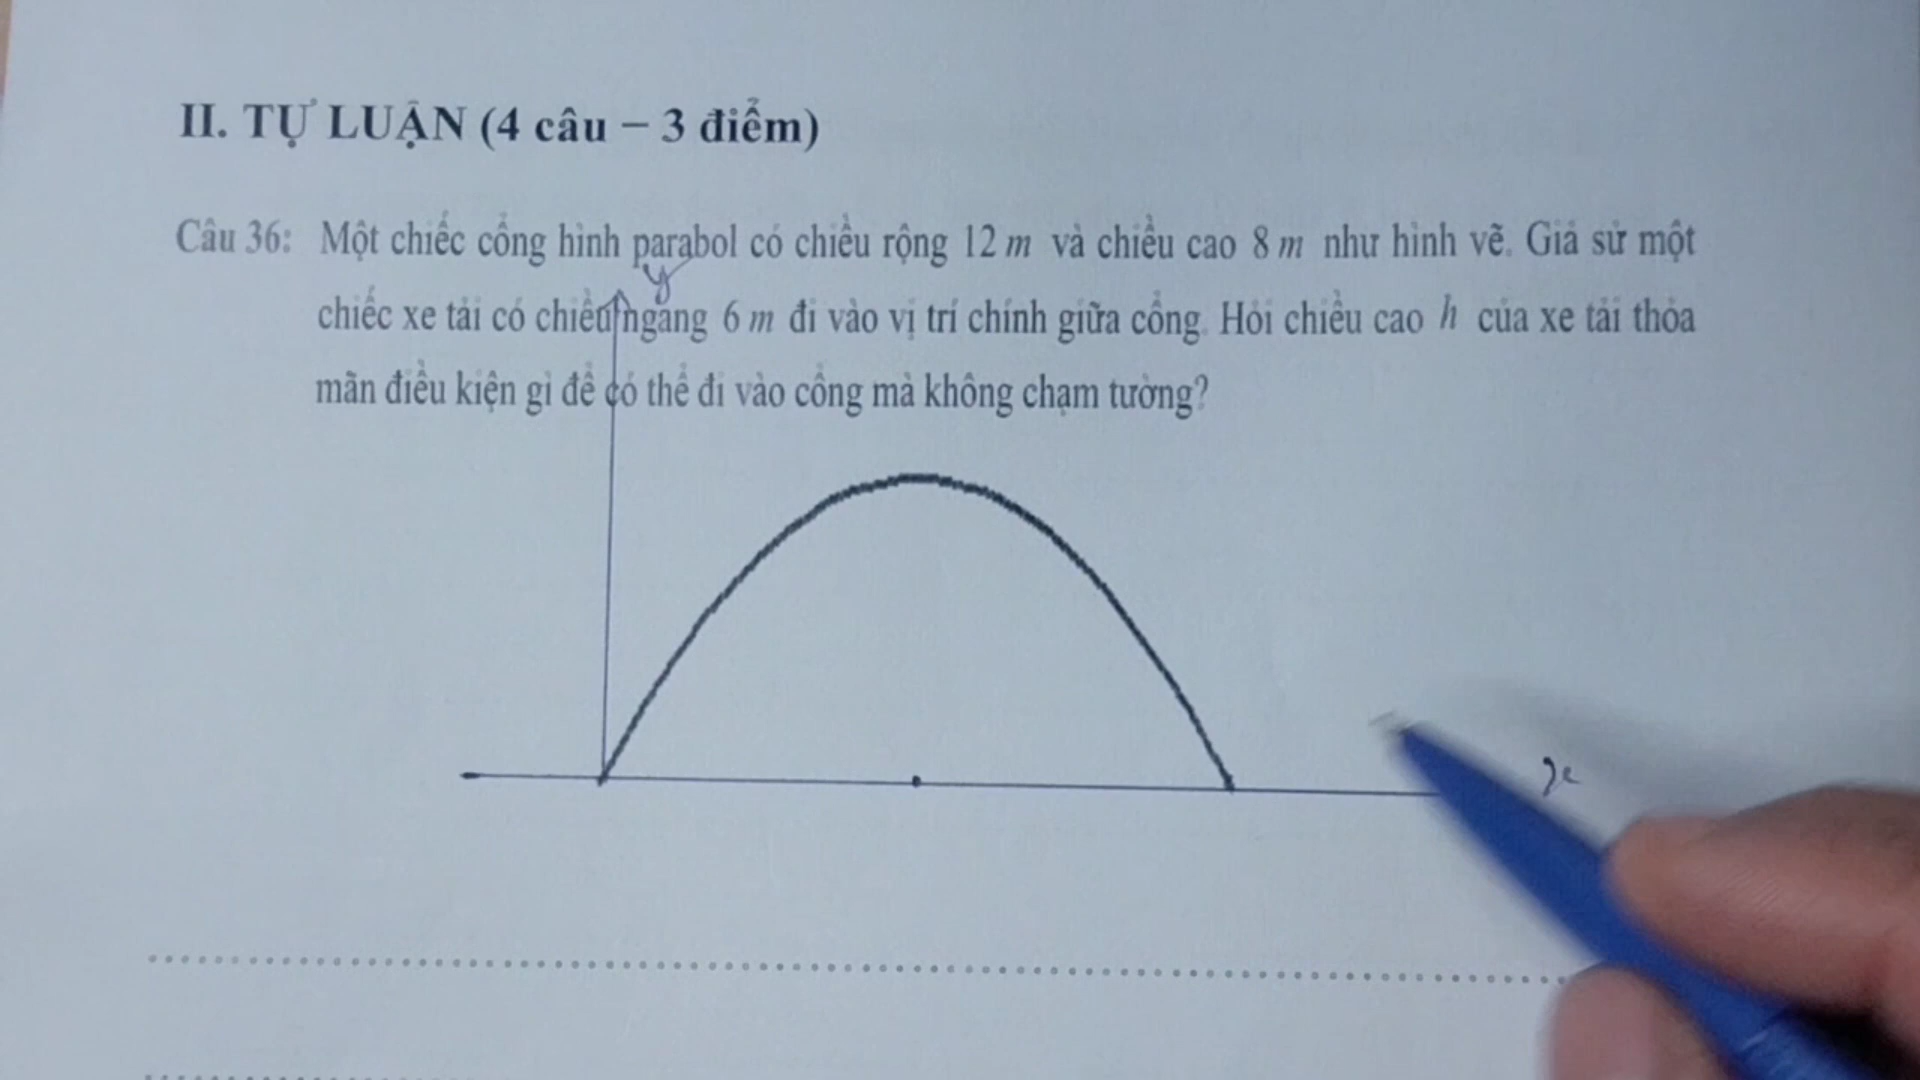 II. TỰ LUẬN (4 câu – 3 điểm)
Câu 36: Một chiếc cổng hình parabol có chiều rộng 12 m và chiều cao 8 m như hình vẽ. Giả sử một
y
chiếc xe tải có chiều ngang 6 m đi vào vị trí chính giữa cổng. Hỏi chiều cao h của xe tải thỏa
mãn điều kiện gì để có thể đi vào cổng mà không chạm tường?
x